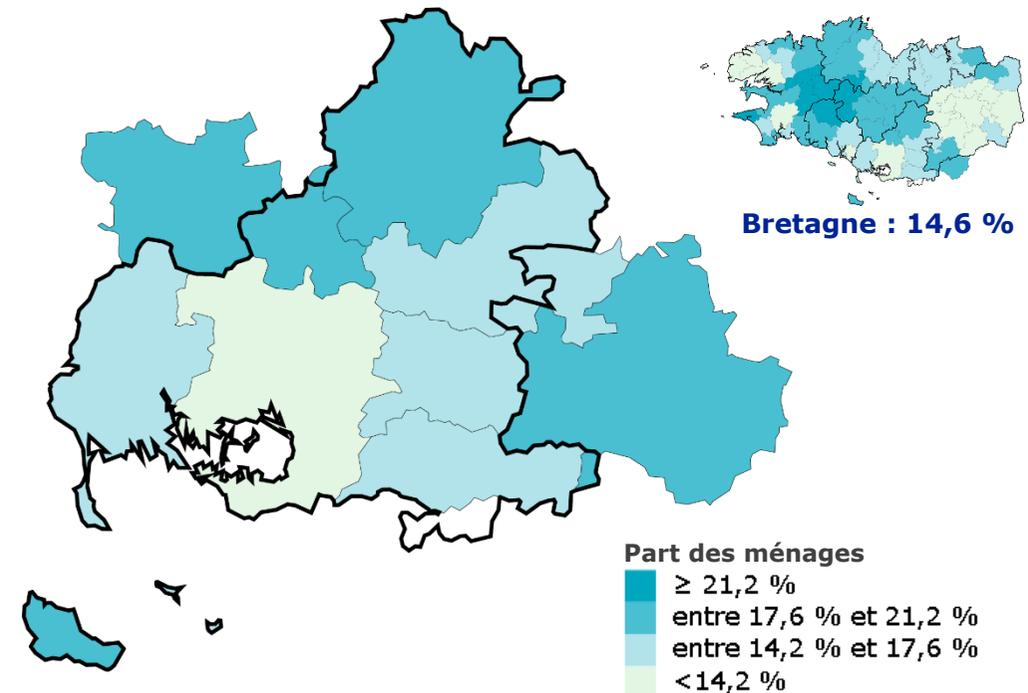 Bretagne : 14,6 %
Part des ménages
≥ 21,2 %
entre 17,6 % et 21,2 %
entre 14,2 % et 17,6 %
<14,2 %